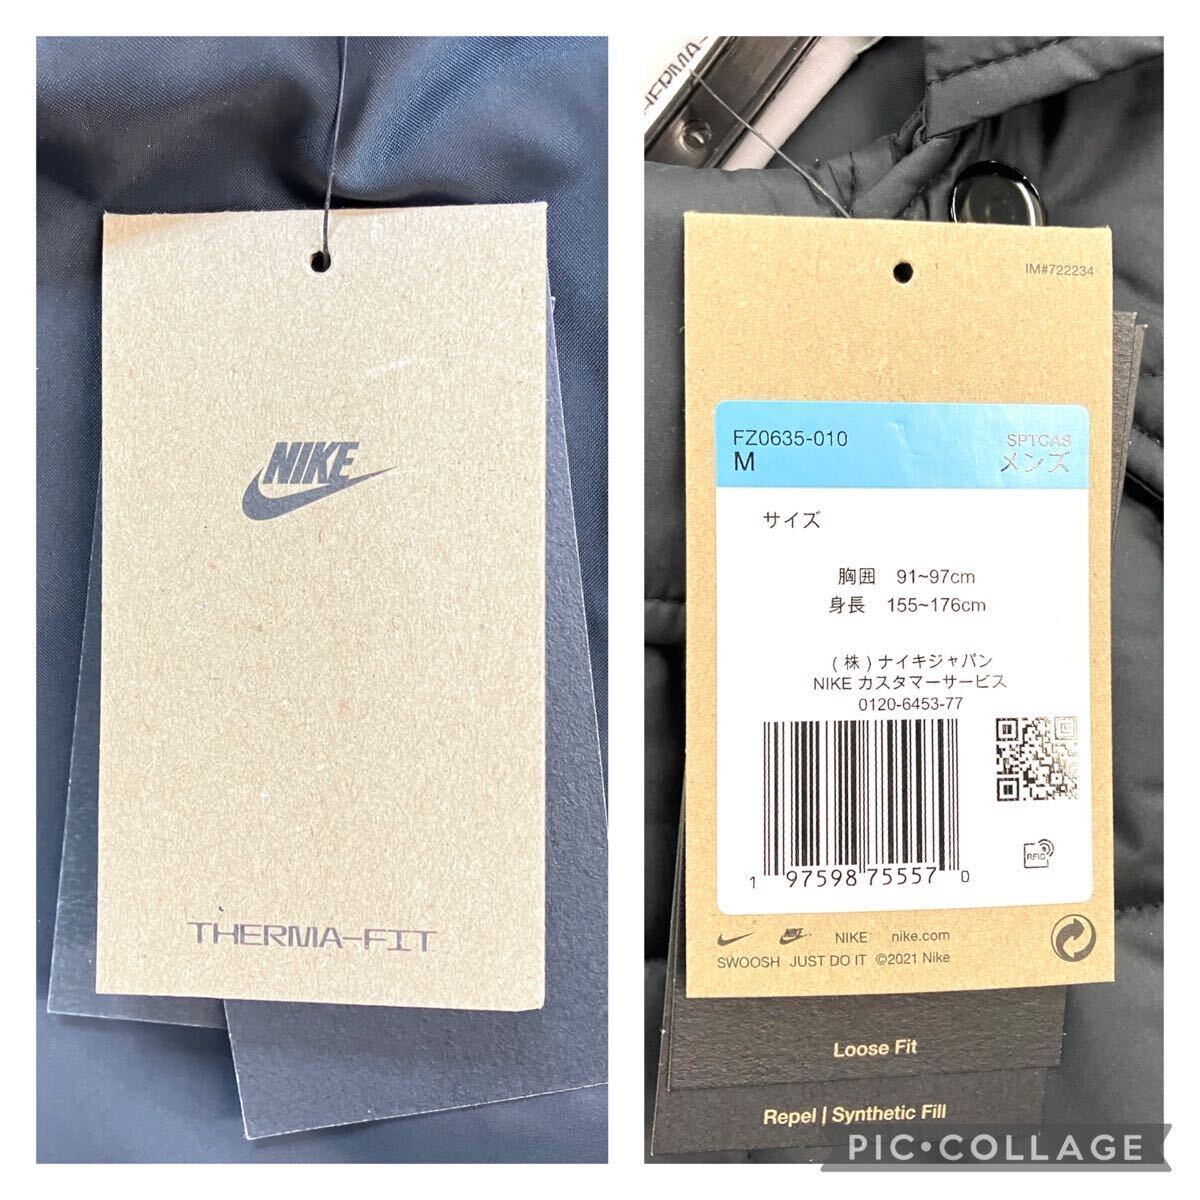 NIKE
THERMA-FIT
THERMA-
IM#722234
FZ0635-010
SPTCAS
M
メンズ
サイズ
胸囲 91~97cm
身長 155~176cm
(株)ナイキジャパン
NIKE カスタマーサービス
0120-6453-77
1 97598 75557 0
RFID
NIKE NIKE nike.com
SWOOSH JUST DO IT ©2021 Nike
Loose Fit
Repel | Synthetic Fill
PIC•COLLAGE